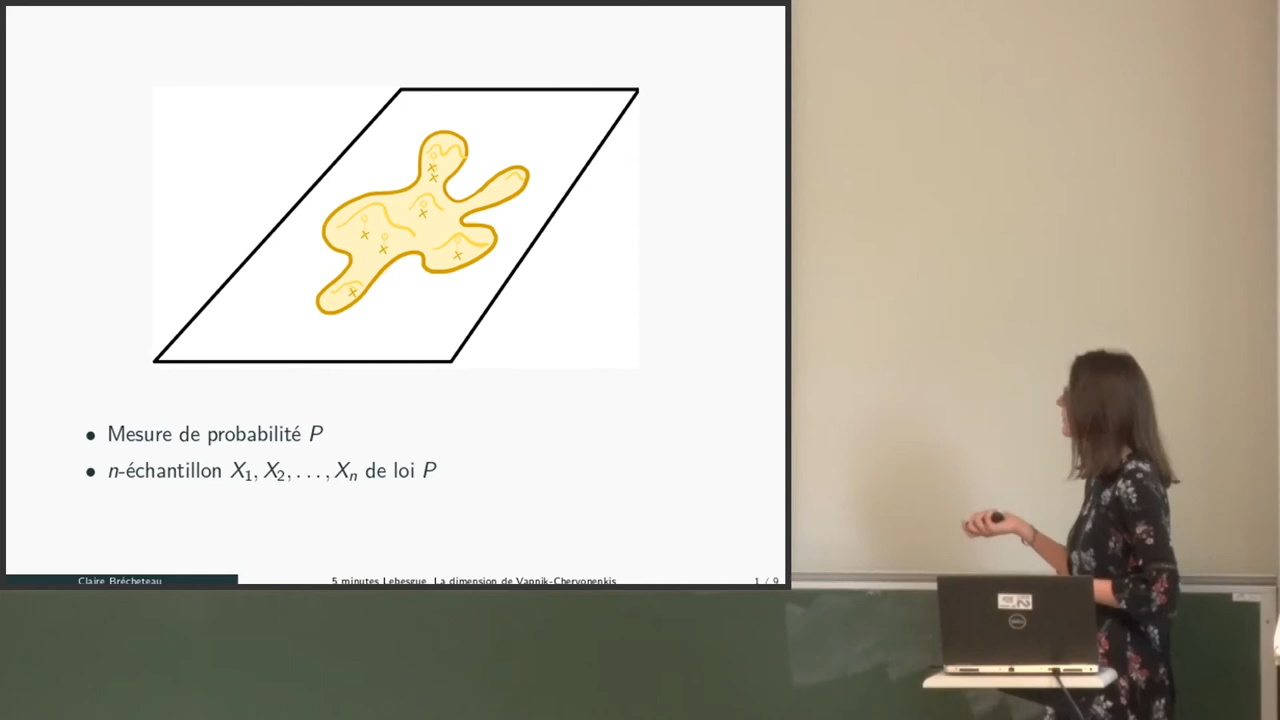 • Mesure de probabilité P
• n-échantillon X₁, X₂, . . . , Xₙ de loi P
Claire Brécheteau 5 minutes Lebesgue La dimension de Vapnik-Chervonenkis 1 / 9
DELL